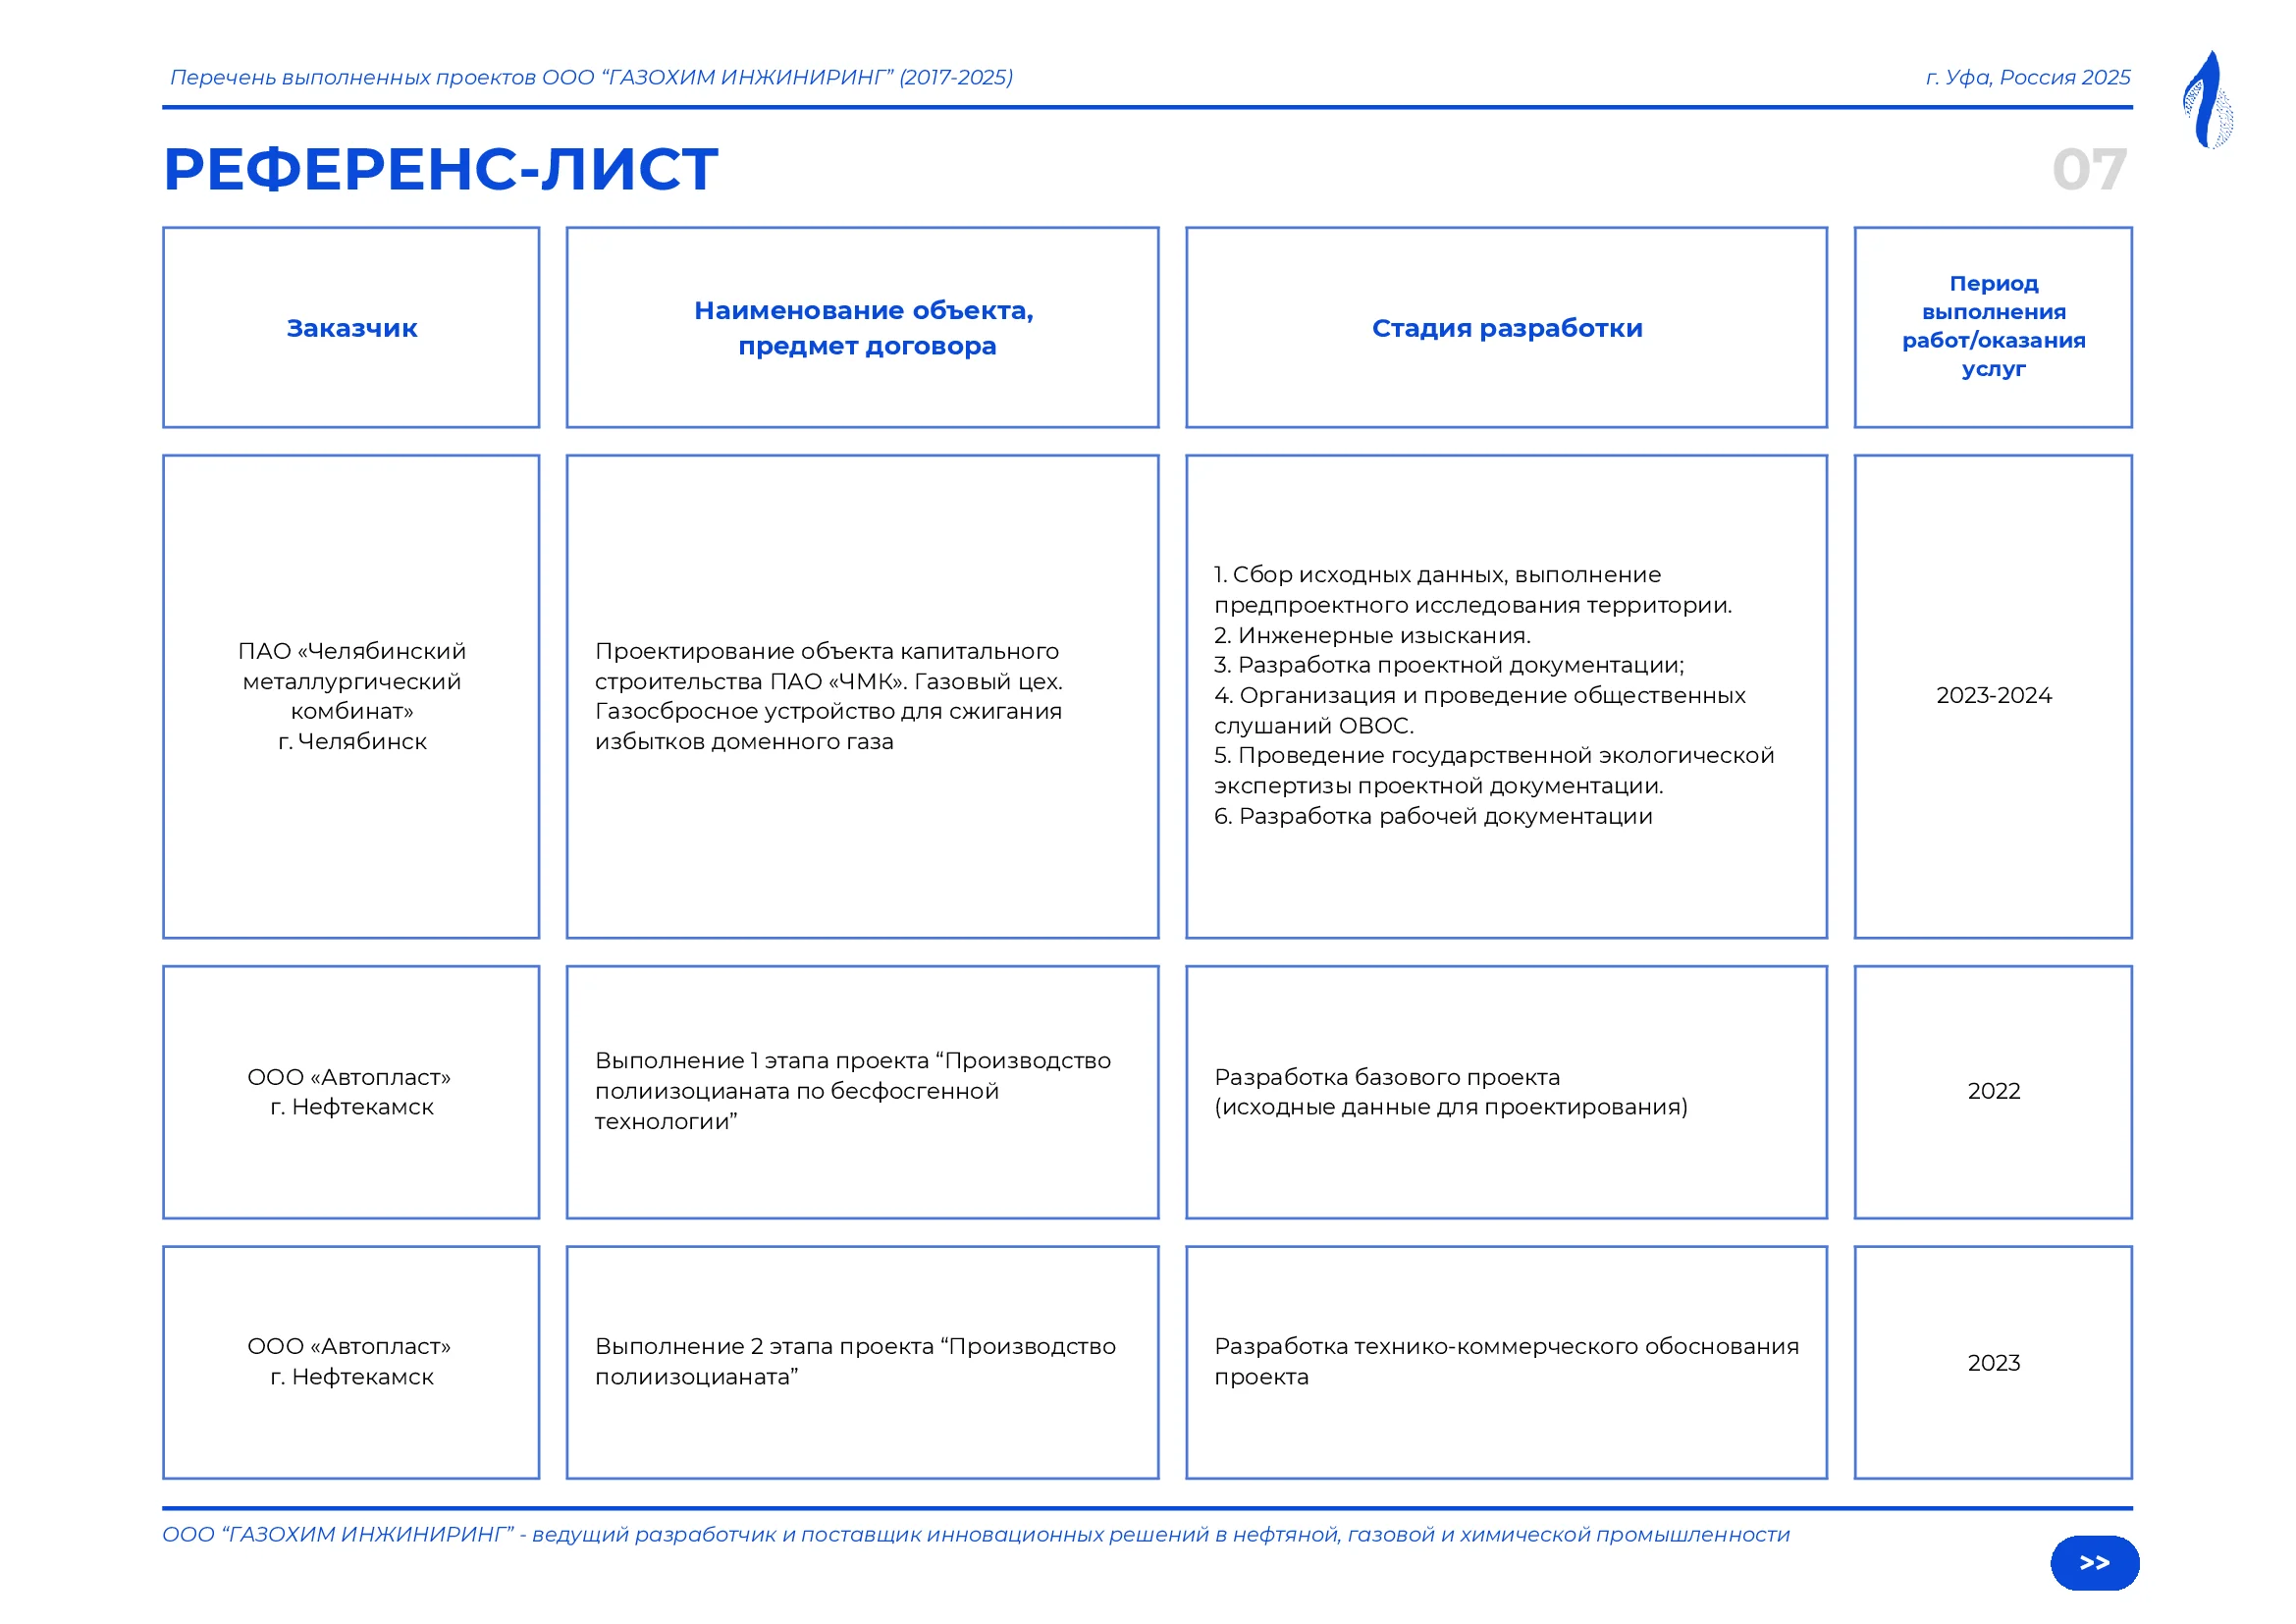 Перечень выполненных проектов ООО “ГАЗОХИМ ИНЖИНИРИНГ” (2017-2025)
г. Уфа, Россия 2025
РЕФЕРЕНС-ЛИСТ
07
Заказчик
Наименование объекта,
предмет договора
Стадия разработки
Период
выполнения
работ/оказания
услуг
ПАО «Челябинский
металлургический
комбинат»
г. Челябинск
Проектирование объекта капитального
строительства ПАО «ЧМК». Газовый цех.
Газосбросное устройство для сжигания
избытков доменного газа
1. Сбор исходных данных, выполнение
предпроектного исследования территории.
2. Инженерные изыскания.
3. Разработка проектной документации;
4. Организация и проведение общественных
слушаний ОВОС.
5. Проведение государственной экологической
экспертизы проектной документации.
6. Разработка рабочей документации
2023-2024
ООО «Автопласт»
г. Нефтекамск
Выполнение 1 этапа проекта “Производство
полиизоцианата по бесфосгенной
технологии”
Разработка базового проекта
(исходные данные для проектирования)
2022
ООО «Автопласт»
г. Нефтекамск
Выполнение 2 этапа проекта “Производство
полиизоцианата”
Разработка технико-коммерческого обоснования
проекта
2023
ООО “ГАЗОХИМ ИНЖИНИРИНГ” - ведущий разработчик и поставщик инновационных решений в нефтяной, газовой и химической промышленности
>>